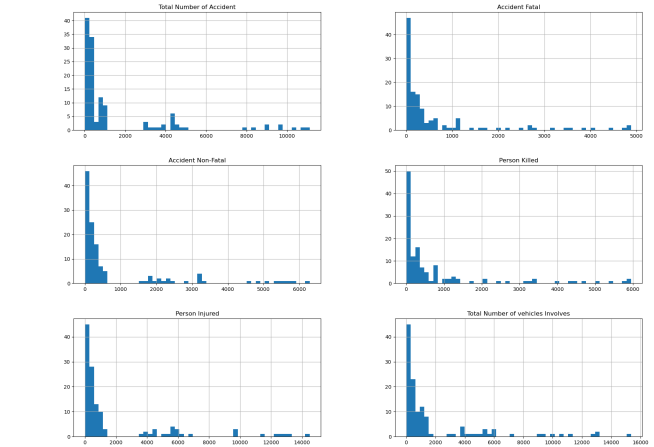 Total Number of Accident
40
35
30
25
20
15
10
5
0
0 2000 4000 6000 8000 10000
Accident Fatal
40
30
20
10
0
0 1000 2000 3000 4000 5000
Accident Non-Fatal
40
30
20
10
0
0 1000 2000 3000 4000 5000 6000
Person Killed
50
40
30
20
10
0
0 1000 2000 3000 4000 5000 6000
Person Injured
40
30
20
10
0
0 2000 4000 6000 8000 10000 12000 14000
Total Number of vehicles Involves
40
30
20
10
0
0 2000 4000 6000 8000 10000 12000 14000 16000